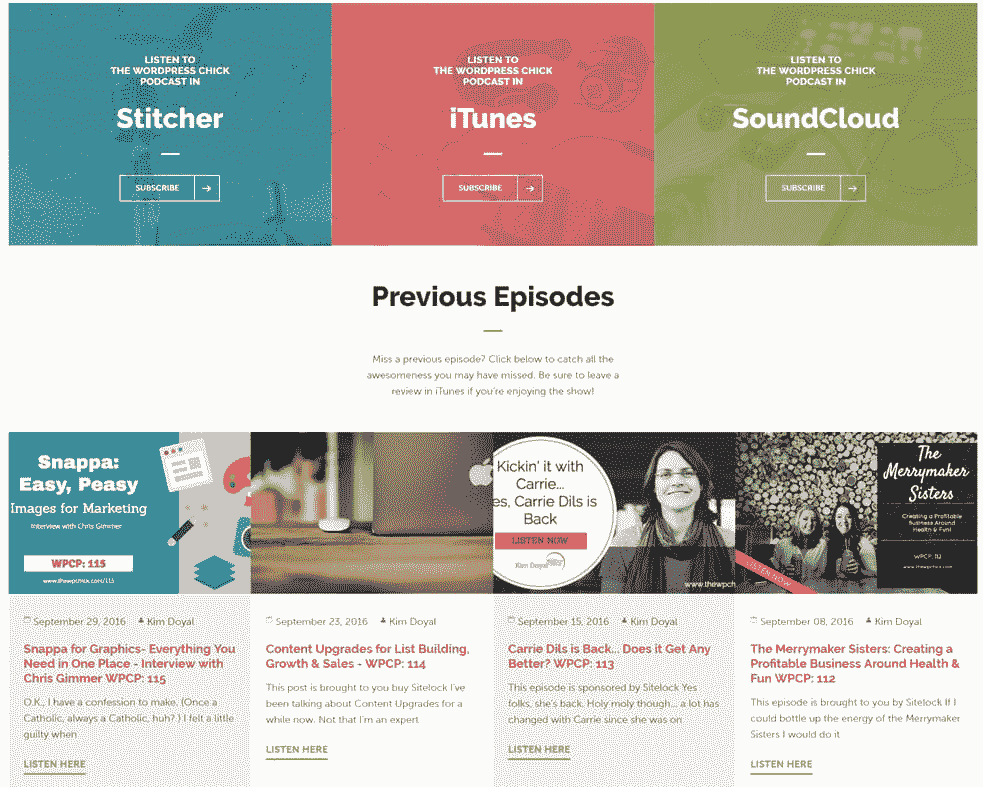 LISTEN TO
THE WORDPRESS CHICK
PODCAST IN
Stitcher
SUBSCRIBE →
LISTEN TO
THE WORDPRESS CHICK
PODCAST IN
iTunes
SUBSCRIBE →
LISTEN TO
THE WORDPRESS CHICK
PODCAST IN
SoundCloud
SUBSCRIBE →
Previous Episodes
Miss a previous episode? Click below to catch all the
awesomeness you may have missed. Be sure to leave a
review in iTunes if you're enjoying the show!
Snappa:
Easy, Peasy
Images for Marketing
Interview with Chris Gimmer
WPCP: 115
www.thewpchick.com/115
September 29, 2016 Kim Doyal
Snappa for Graphics- Everything You
Need in One Place - Interview with
Chris Gimmer WPCP: 115
O.K., I have a confession to make. (Once a
Catholic, always a Catholic, huh? ) I felt a little
guilty when
LISTEN HERE
September 23, 2016 Kim Doyal
Content Upgrades for List Building,
Growth & Sales - WPCP: 114
This post is brought to you buy Sitelock I've
been talking about Content Upgrades for a
while now. Not that I'm an expert
LISTEN HERE
Kickin' it with
Carrie...
es, Carrie Dils is
Back
LISTEN NOW
Kim Doyal
www.thewpch
September 15, 2016 Kim Doyal
Carrie Dils is Back... Does it Get Any
Better? WPCP: 113
This episode is sponsored by Sitelock Yes
folks, she's back. Holy moly though... a lot has
changed with Carrie since she was on
LISTEN HERE
The
Merrymaker
Sisters
Creating a Profitable
Business Around
Health & Fun!
WPCP: 112
LISTEN NOW
September 08, 2016 Kim Doyal
The Merrymaker Sisters: Creating a
Profitable Business Around Health &
Fun WPCP: 112
This episode is brought to you by Sitelock If I
could bottle up the energy of the Merrymaker
Sisters I would do it
LISTEN HERE